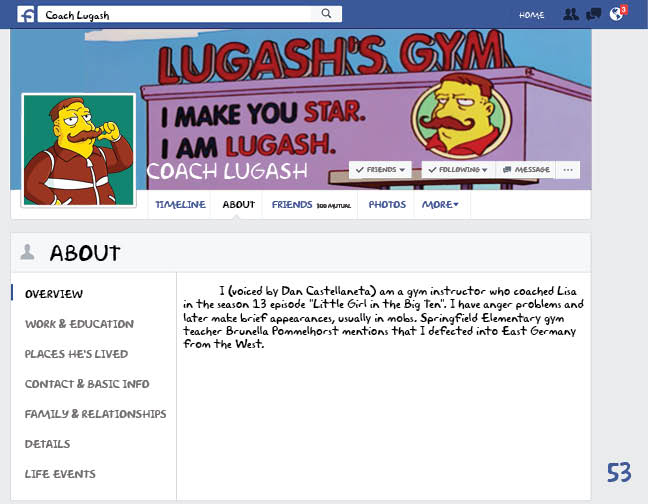 Coach Lugash
HOME
3
LUGASH'S GYM
I MAKE YOU STAR.
I AM LUGASH.
COACH LUGASH
FRIENDS
FOLLOWING
MESSAGE
TIMELINE
ABOUT
FRIENDS 388 MUTUAL
PHOTOS
MORE
ABOUT
OVERVIEW
WORK & EDUCATION
PLACES HE'S LIVED
CONTACT & BASIC INFO
FAMILY & RELATIONSHIPS
DETAILS
LIFE EVENTS
I (voiced by Dan Castellaneta) am a gym instructor who coached Lisa
in the season 13 episode "Little Girl in the Big Ten". I have anger problems and
later make brief appearances, usually in mobs. Springfield Elementary gym
teacher Brunella Pommelhorst mentions that I defected into East Germany
from the West.
53